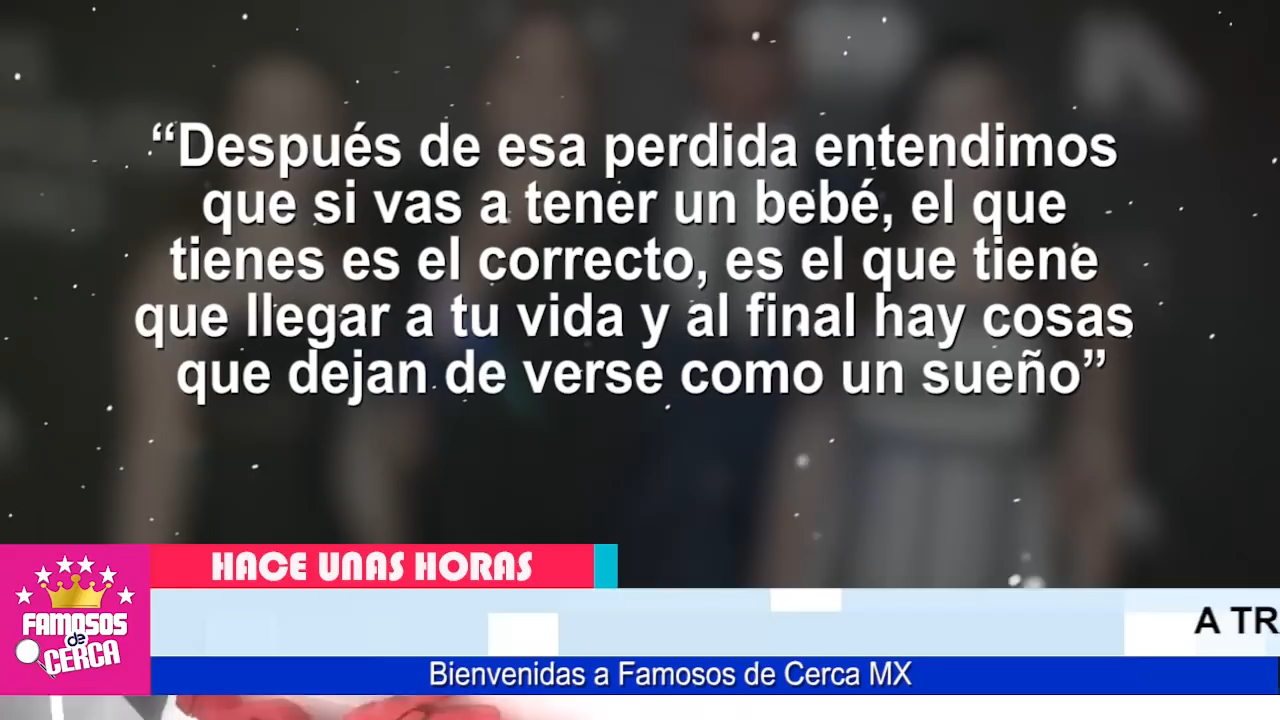 “Después de esa perdida entendimos
que si vas a tener un bebé, el que
tienes es el correcto, es el que tiene
que llegar a tu vida y al final hay cosas
que dejan de verse como un sueño”
HACE UNAS HORAS
FAMOSOS
de
CERCA
A TR
Bienvenidas a Famosos de Cerca MX